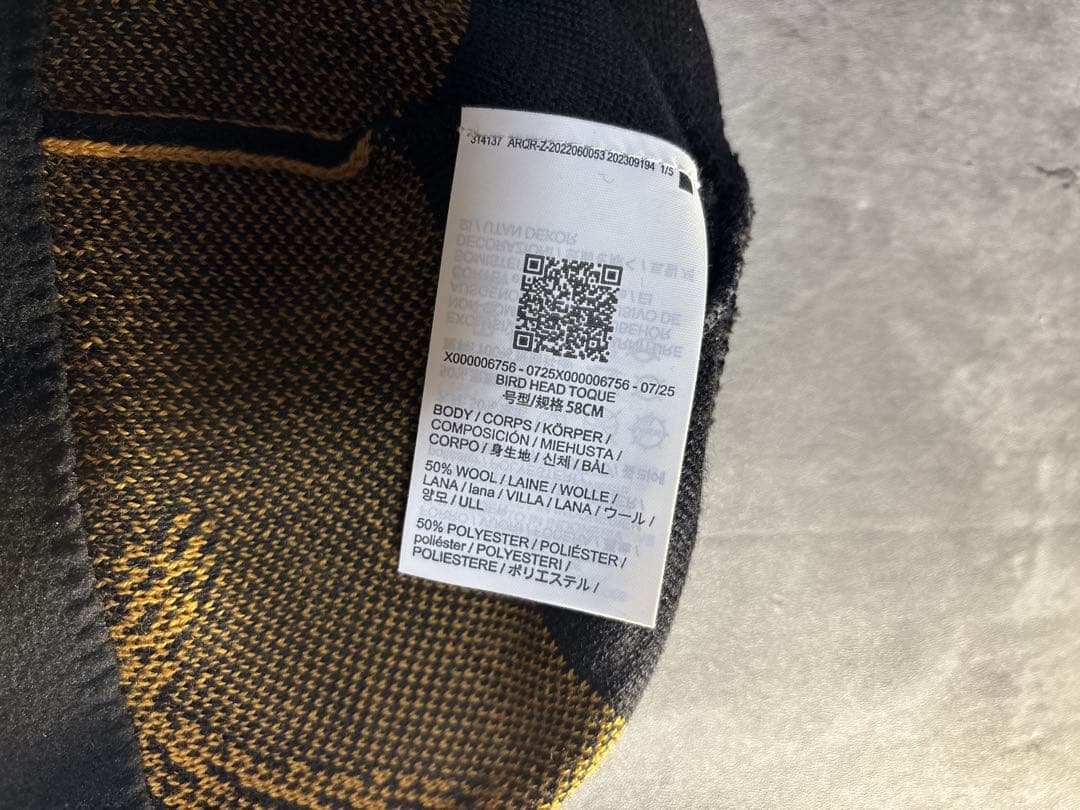 314137 ARCR-Z-2022060053 202309194 1/5
X000006756 - 0725X000006756 - 07/25
BIRD HEAD TOQUE
号型/规格 58CM
BODY / CORPS / KÖRPER /
COMPOSICIÓN / MIEHUSTA /
CORPO / 身生地 / 신체 / BÅL
50% WOOL / LAINE / WOLLE /
LANA / lana / VILLA / LANA / ウール /
양모 / ULL
50% POLYESTER / POLIÉSTER /
poliéster / POLYESTERI /
POLIESTERE / ポリエステル /